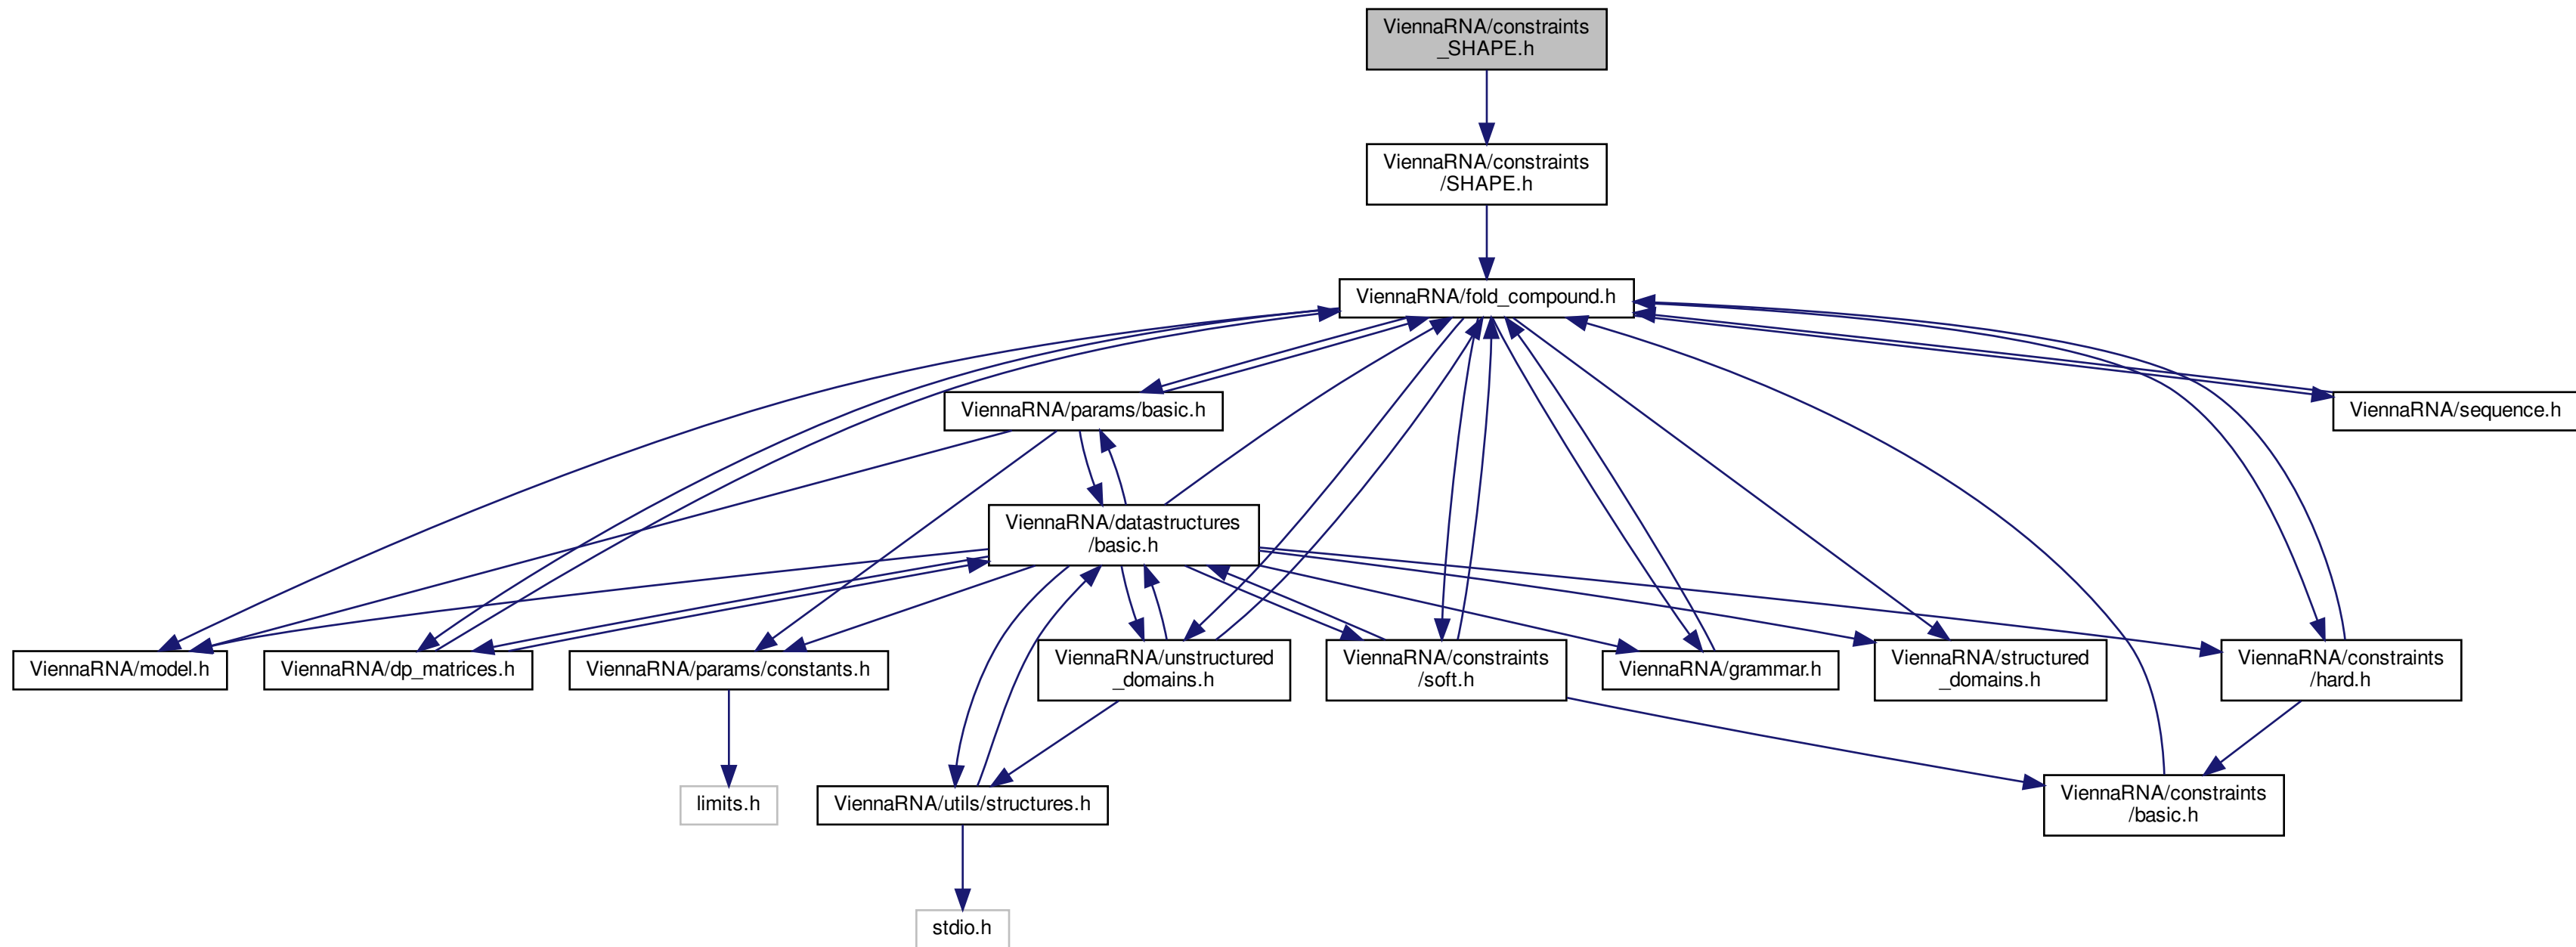 ViennaRNA/constraints
_SHAPE.h
ViennaRNA/constraints
/SHAPE.h
ViennaRNA/fold_compound.h
ViennaRNA/params/basic.h
ViennaRNA/sequence.h
ViennaRNA/datastructures
/basic.h
ViennaRNA/model.h
ViennaRNA/dp_matrices.h
ViennaRNA/params/constants.h
ViennaRNA/unstructured
_domains.h
ViennaRNA/constraints
/soft.h
ViennaRNA/grammar.h
ViennaRNA/structured
_domains.h
ViennaRNA/constraints
/hard.h
limits.h
ViennaRNA/utils/structures.h
ViennaRNA/constraints
/basic.h
stdio.h